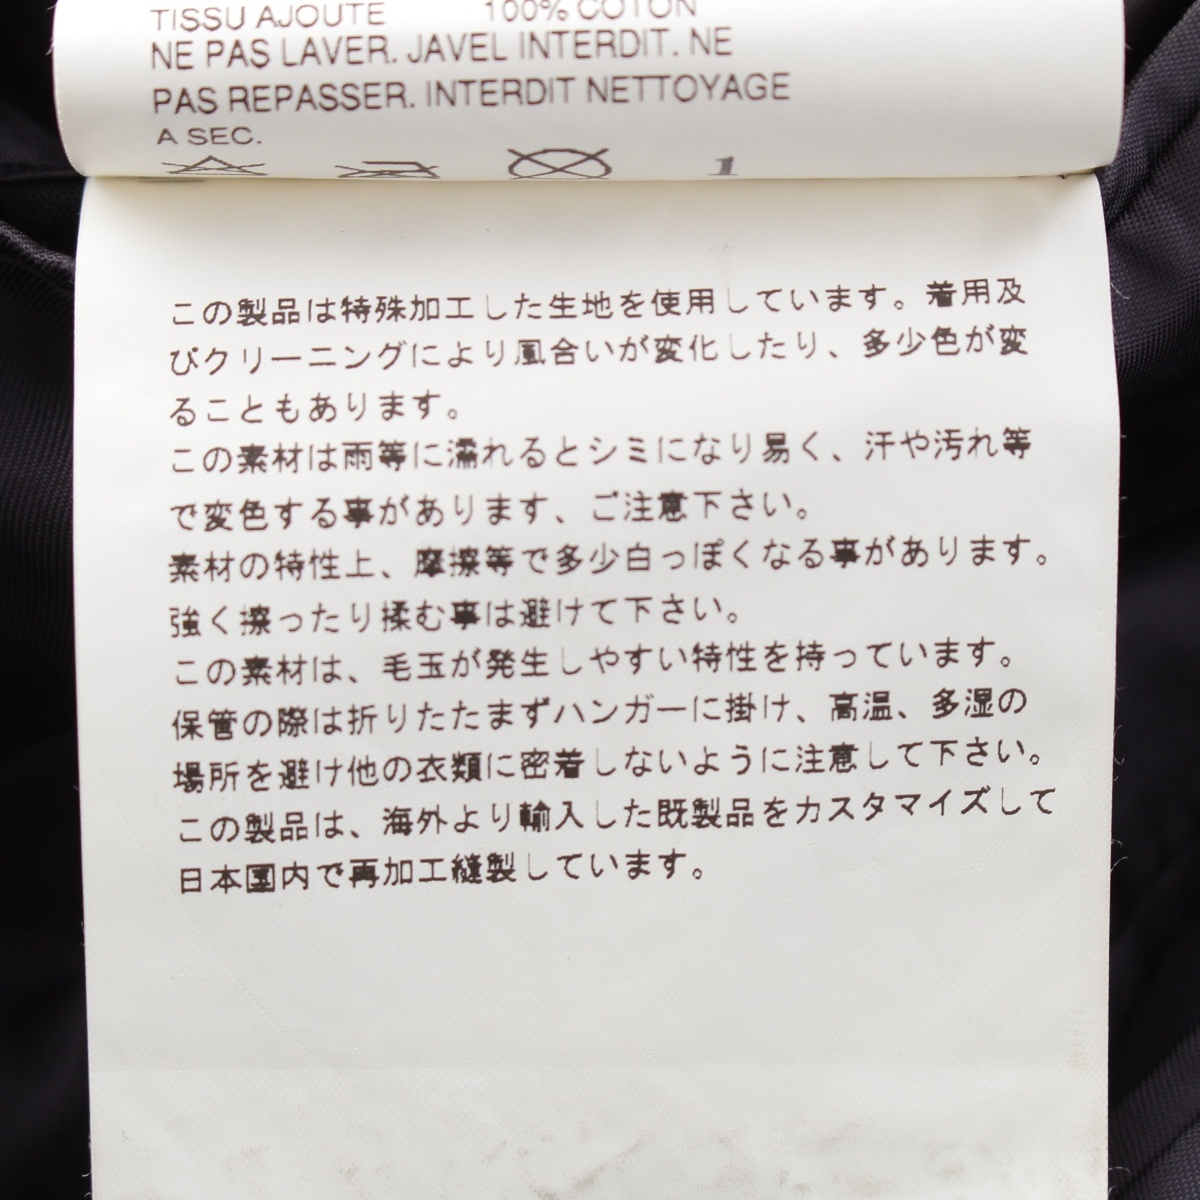 TISSU AJOUTE 100% COTON
NE PAS LAVER. JAVEL INTERDIT. NE
PAS REPASSER. INTERDIT NETTOYAGE
A SEC.
1
この製品は特殊加工した生地を使用しています。着用及
びクリーニングにより風合いが変化したり、多少色が変
ることもあります。
この素材は雨等に濡れるとシミになり易く、汗や汚れ等
で変色する事があります、ご注意下さい。
素材の特性上、摩擦等で多少白っぽくなる事があります。
強く擦ったり揉む事は避けて下さい。
この素材は、毛玉が発生しやすい特性を持っています。
保管の際は折りたたまずハンガーに掛け、高温、多湿の
場所を避け他の衣類に密着しないように注意して下さい。
この製品は、海外より輸入した既製品をカスタマイズして
日本国内で再加工縫製しています。